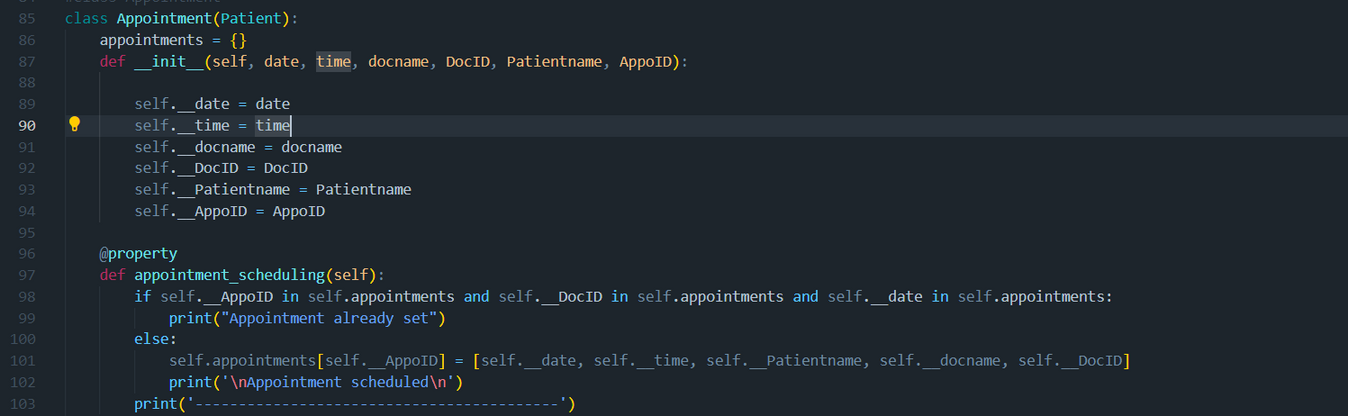 84 #class Appointment
85 class Appointment(Patient):
86     appointments = {}
87     def __init__(self, date, time, docname, DocID, Patientname, AppoID):
88
89         self.__date = date
90         self.__time = time
91         self.__docname = docname
92         self.__DocID = DocID
93         self.__Patientname = Patientname
94         self.__AppoID = AppoID
95
96     @property
97     def appointment_scheduling(self):
98         if self.__AppoID in self.appointments and self.__DocID in self.appointments and self.__date in self.appointments:
99             print("Appointment already set")
100         else:
101             self.appointments[self.__AppoID] = [self.__date, self.__time, self.__Patientname, self.__docname, self.__DocID]
102             print('\nAppointment scheduled\n')
103         print('------------------------------------------')